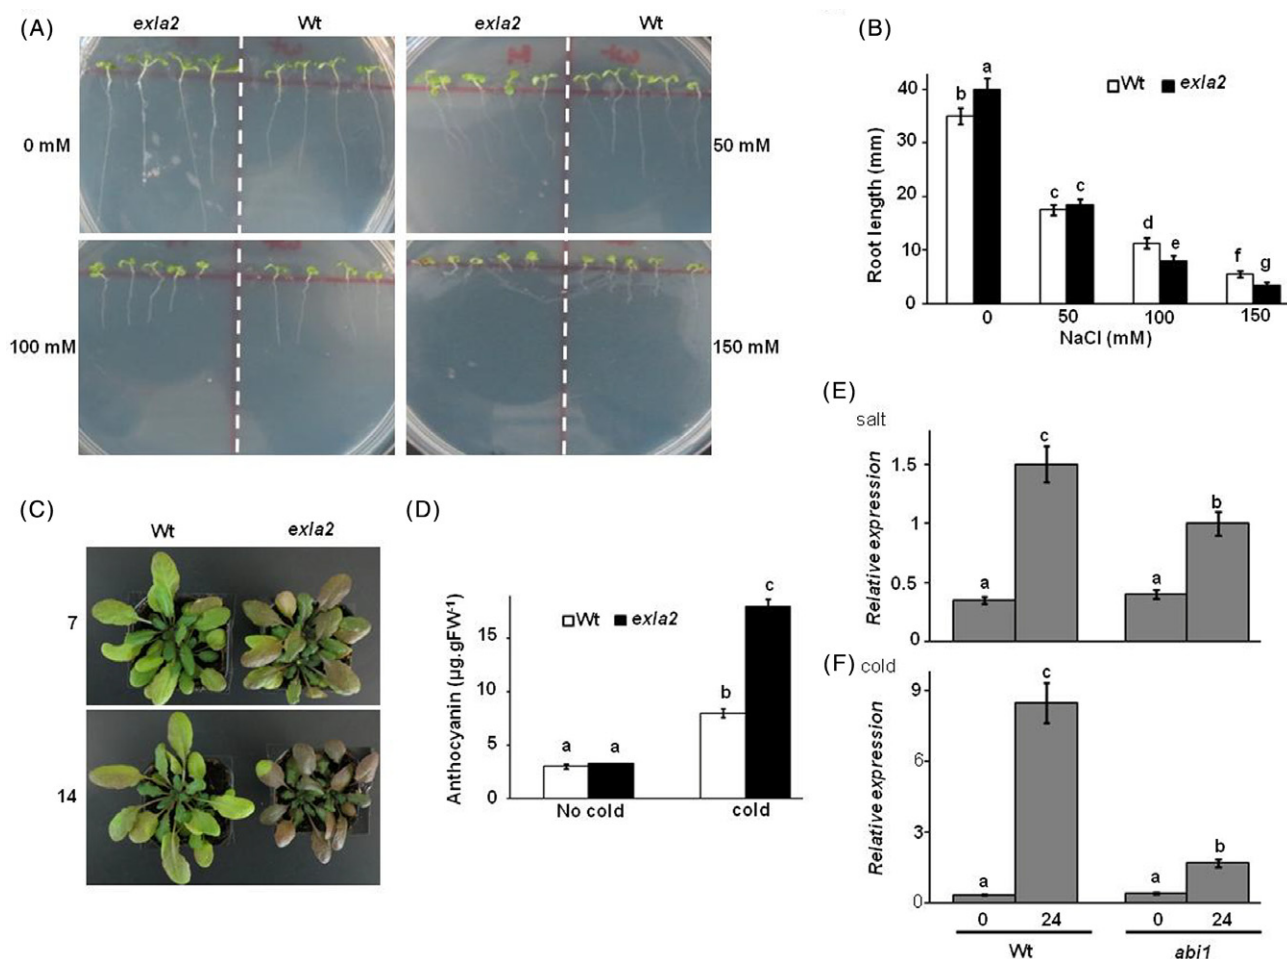 (A)
exla2 Wt exla2 Wt
0 mM 50 mM
100 mM 150 mM
(B)
Wt exla2
Root length (mm)
40
30
20
10
0
b a
c c
d e
f g
0 50 100 150
NaCl (mM)
(C)
Wt exla2
7
14
(D)
Wt exla2
Anthocyanin (µg.gFW-1)
15
10
5
0
a a b c
No cold cold
(E)
salt
Relative expression
1.5
1
0.5
0
a c a b
(F) cold
Relative expression
9
6
3
0
a c a b
0 24 0 24
Wt abi1